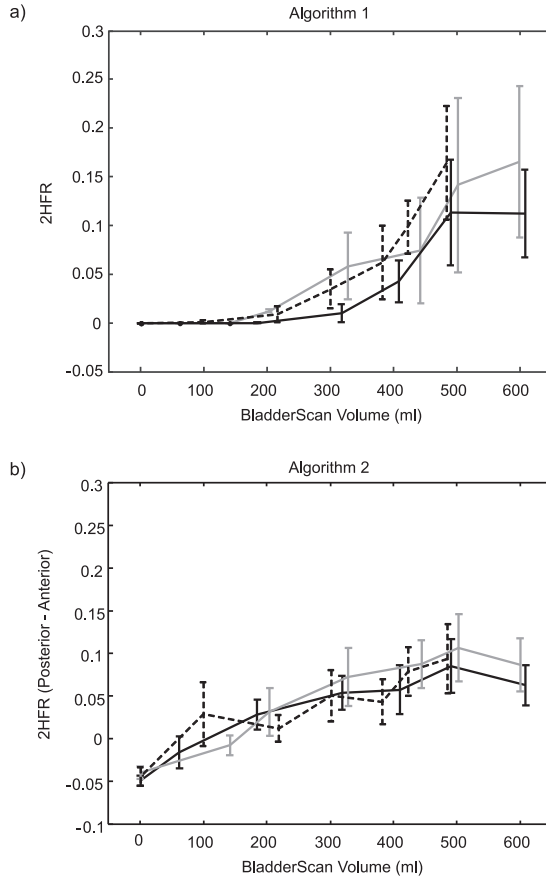 a)
Algorithm 1
0.3
0.25
0.2
0.15
0.1
0.05
0
-0.05
2HFR
0 100 200 300 400 500 600
BladderScan Volume (ml)
b)
Algorithm 2
0.3
0.25
0.2
0.15
0.1
0.05
0
-0.05
-0.1
2HFR (Posterior - Anterior)
0 100 200 300 400 500 600
BladderScan Volume (ml)